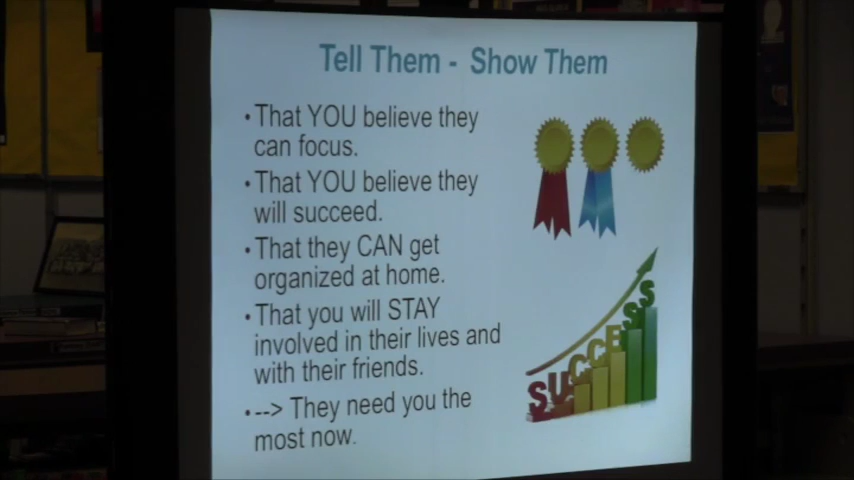 Tell Them - Show Them
• That YOU believe they
can focus.
• That YOU believe they
will succeed.
• That they CAN get
organized at home.
• That you will STAY
involved in their lives and
with their friends.
• --> They need you the
most now.
SUCCESS